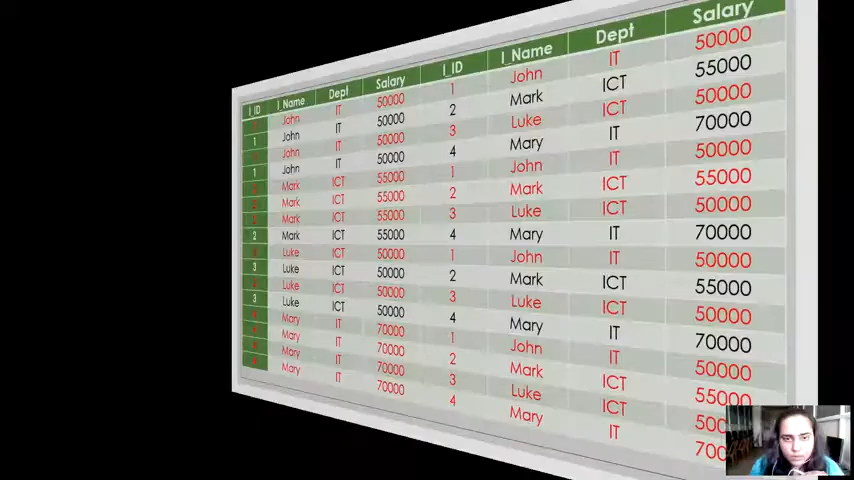 I_ID I_Name Dept Salary I_ID I_Name Dept Salary
John IT 50000 1 John IT 50000
1 John IT 50000 2 Mark ICT 55000
John IT 50000 3 Luke ICT 50000
1 John IT 50000 4 Mary IT 70000
Mark ICT 55000 1 John IT 50000
Mark ICT 55000 2 Mark ICT 55000
Mark ICT 55000 3 Luke ICT 50000
2 Mark ICT 55000 4 Mary IT 70000
Luke ICT 50000 1 John IT 50000
3 Luke ICT 50000 2 Mark ICT 55000
Luke ICT 50000 3 Luke ICT 50000
3 Luke ICT 50000 4 Mary IT 70000
Mary IT 70000 1 John IT 50000
Mary IT 70000 2 Mark ICT 55000
Mary IT 70000 3 Luke ICT
Mary IT 70000 4 Mary IT